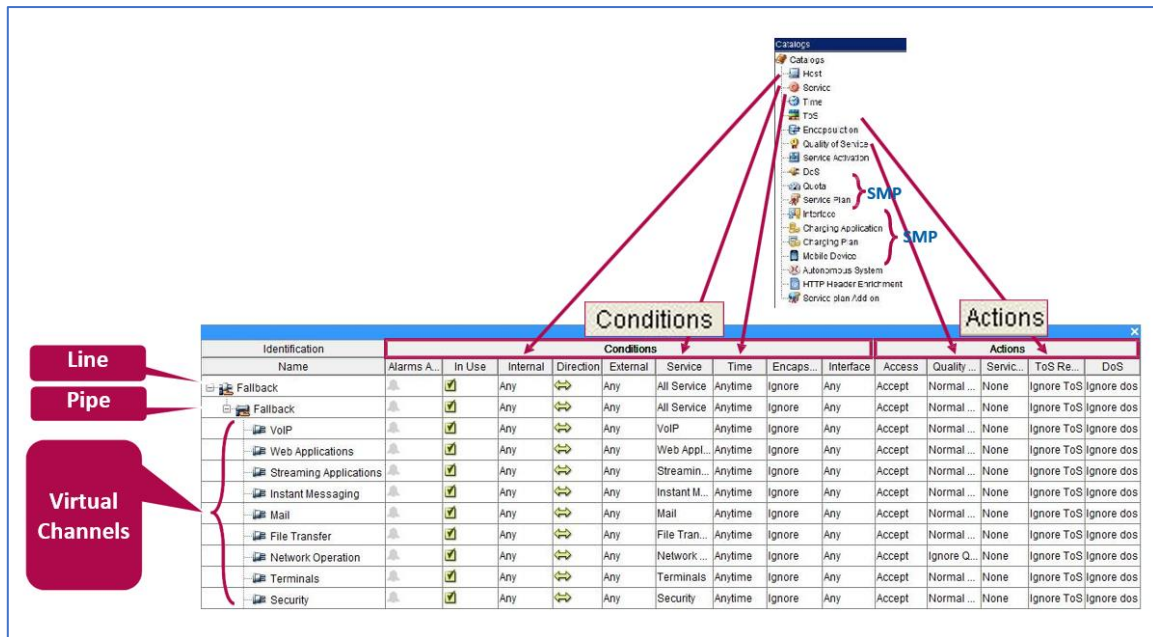 Catalogs
Catalogs
Host
Service
Time
ToS
Encapsulation
Quality of Service
Service Activation
DoS
Quota
Service Plan
SMP
Interface
Charging Application
Charging Plan
Mobile Device
SMP
Autonomous System
HTTP Header Enrichment
Service plan Add on
Conditions
Actions
Line
Pipe
Virtual Channels
Identification Conditions Actions
Name Alarms A... In Use Internal Direction External Service Time Encaps... Interface Access Quality ... Servic... ToS Re... DoS
Fallback Any Any All Service Anytime Ignore Any Accept Normal ... None Ignore ToS Ignore dos
Fallback Any Any All Service Anytime Ignore Any Accept Normal ... None Ignore ToS Ignore dos
VoIP Any Any VoIP Anytime Ignore Any Accept Normal ... None Ignore ToS Ignore dos
Web Applications Any Any Web Appl... Anytime Ignore Any Accept Normal ... None Ignore ToS Ignore dos
Streaming Applications Any Any Streamin... Anytime Ignore Any Accept Normal ... None Ignore ToS Ignore dos
Instant Messaging Any Any Instant M... Anytime Ignore Any Accept Normal ... None Ignore ToS Ignore dos
Mail Any Any Mail Anytime Ignore Any Accept Normal ... None Ignore ToS Ignore dos
File Transfer Any Any File Tran... Anytime Ignore Any Accept Normal ... None Ignore ToS Ignore dos
Network Operation Any Any Network ... Anytime Ignore Any Accept Ignore Q... None Ignore ToS Ignore dos
Terminals Any Any Terminals Anytime Ignore Any Accept Normal ... None Ignore ToS Ignore dos
Security Any Any Security Anytime Ignore Any Accept Normal ... None Ignore ToS Ignore dos